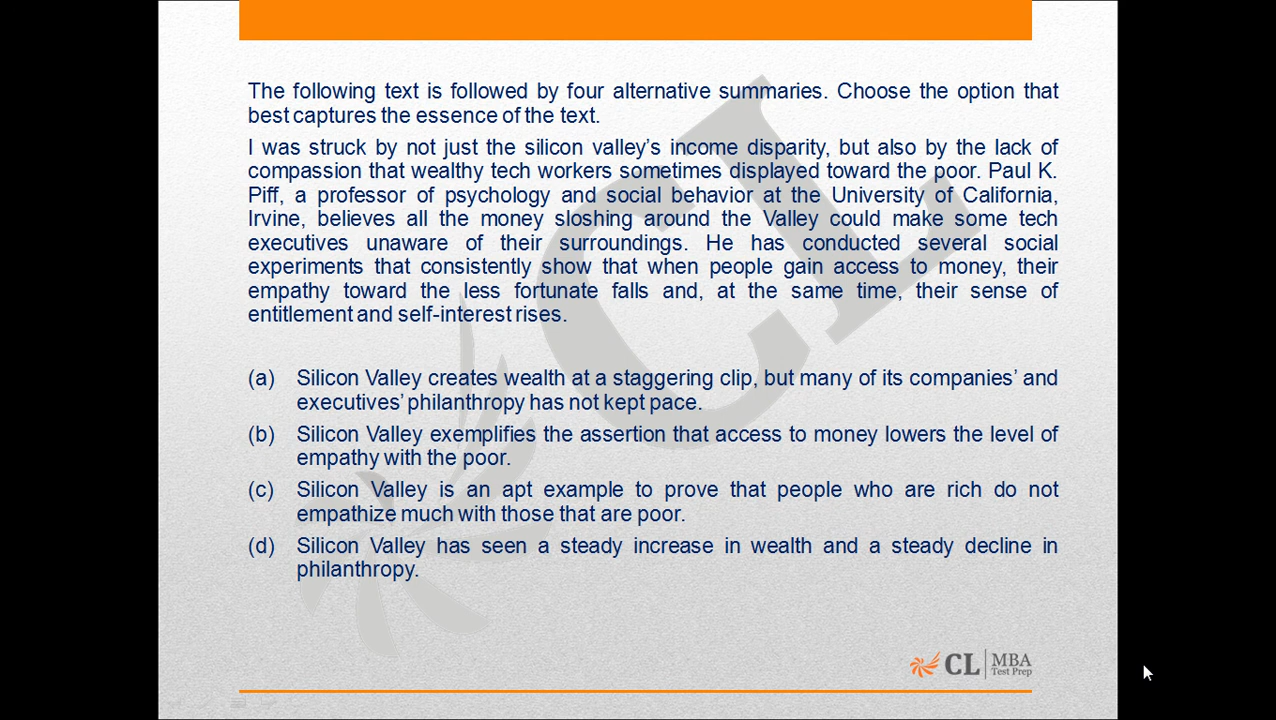 The following text is followed by four alternative summaries. Choose the option that
best captures the essence of the text.
I was struck by not just the silicon valley's income disparity, but also by the lack of
compassion that wealthy tech workers sometimes displayed toward the poor. Paul K.
Piff, a professor of psychology and social behavior at the University of California,
Irvine, believes all the money sloshing around the Valley could make some tech
executives unaware of their surroundings. He has conducted several social
experiments that consistently show that when people gain access to money, their
empathy toward the less fortunate falls and, at the same time, their sense of
entitlement and self-interest rises.
(a) Silicon Valley creates wealth at a staggering clip, but many of its companies' and
executives' philanthropy has not kept pace.
(b) Silicon Valley exemplifies the assertion that access to money lowers the level of
empathy with the poor.
(c) Silicon Valley is an apt example to prove that people who are rich do not
empathize much with those that are poor.
(d) Silicon Valley has seen a steady increase in wealth and a steady decline in
philanthropy.
CL
CL MBA
Test Prep